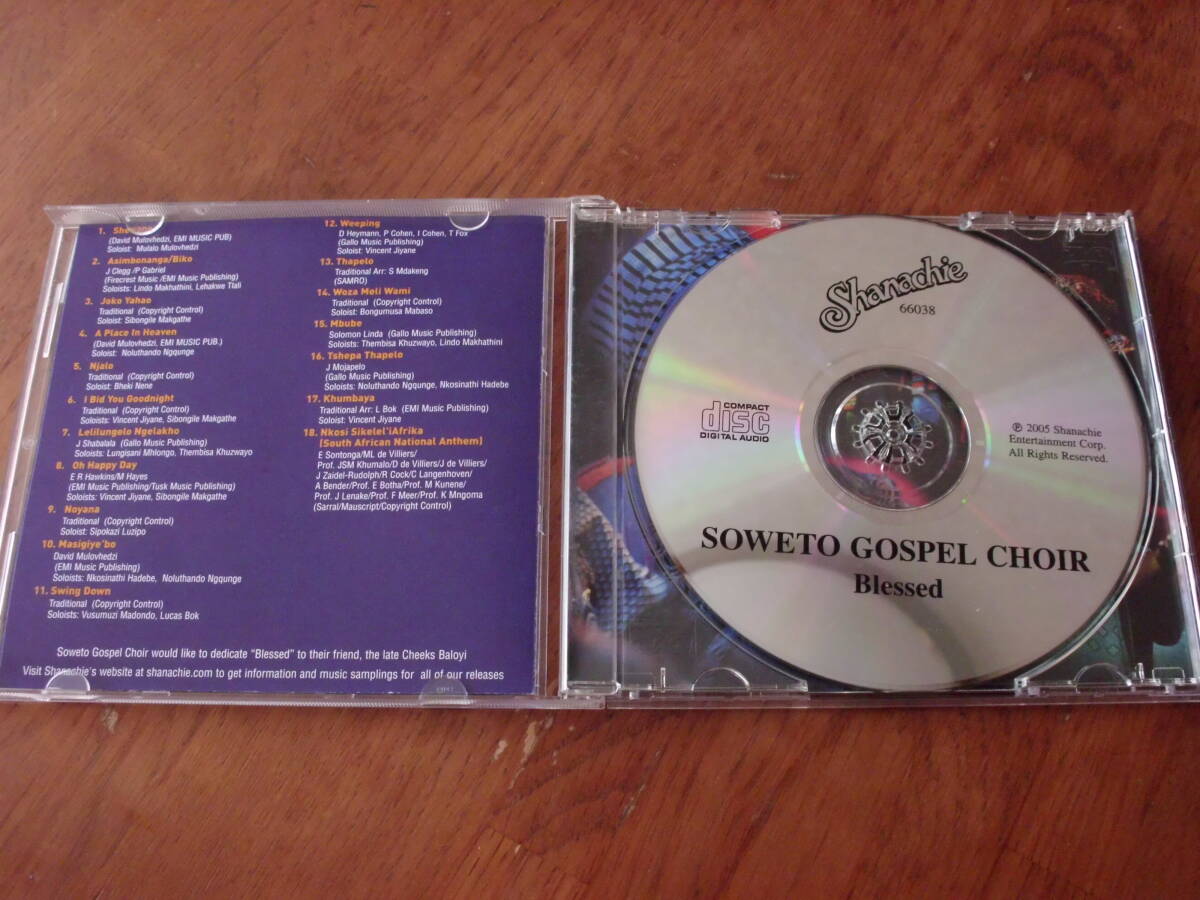 1. 
(David Mulovhedzi, EMI MUSIC PUB)
Soloist: Mulalo Mulovhedzi
2. Asimbonanga/Biko
J Clegg /P Gabriel
(Firecrest Music /EMI Music Publishing)
Soloists: Lindo Makhathini, Lehakwe Tlali
3. Joko Yahao
Traditional (Copyright Control)
Soloist: Sibongile Makgathe
4. A Place In Heaven
(David Mulovhedzi, EMI MUSIC PUB.)
Soloist: Noluthando Ngqunge
5. Njalo
Traditional (Copyright Control)
Soloist: Bheki Nene
6. I Bid You Goodnight
Traditional (Copyright Control)
Soloists: Vincent Jiyane, Sibongile Makgathe
7. Lelilungelo Ngelakho
J Shabalala (Gallo Music Publishing)
Soloists: Lungisani Mhlongo, Thembisa Khuzwayo
8. Oh Happy Day
E R Hawkins/M Hayes
(EMI Music Publishing/Tusk Music Publishing)
Soloists: Vincent Jiyane, Sibongile Makgathe
9. Noyana
Traditional (Copyright Control)
Soloist: Sipokazi Luzipo
10. Masigiye'bo
David Mulovhedzi
(EMI Music Publishing)
Soloists: Nkosinathi Hadebe, Noluthando Ngqunge
11. Swing Down
Traditional (Copyright Control)
Soloists: Vusumuzi Madondo, Lucas Bok
12. Weeping
D Heymann, P Cohen, I Cohen, T Fox
(Gallo Music Publishing)
Soloist: Vincent Jiyane
13. Thapelo
Traditional Arr: S Mdakeng
(SAMRO)
14. Woza Meli Wami
Traditional (Copyright Control)
Soloist: Bongumusa Mabaso
15. Mbube
Solomon Linda (Gallo Music Publishing)
Soloists: Thembisa Khuzwayo, Lindo Makhathini
16. Tshepa Thapelo
J Mojapelo
(Gallo Music Publishing)
Soloists: Noluthando Ngqunge, Nkosinathi Hadebe
17. Khumbaya
Traditional Arr: L Bok (EMI Music Publishing)
Soloist: Vincent Jiyane
18. Nkosi Sikelel'iAfrika
(South African National Anthem)
E Sontonga/ML de Villiers/
Prof. JSM Khumalo/D de Villiers/J de Villiers/
J Zaidel-Rudolph/R Cock/C Langenhoven/
A Bender/Prof. E Botha/Prof. M Kunene/
Prof. J Lenake/Prof. F Meer/Prof. K Mngoma
(Sarral/Mauscript/Copyright Control)
Soweto Gospel Choir would like to dedicate "Blessed" to their friend, the late Cheeks Baloyi
Visit Shanachie's website at shanachie.com to get information and music samplings for all of our releases
Shanachie
66038
COMPACT
disc
DIGITAL AUDIO
℗ 2005 Shanachie
Entertainment Corp.
All Rights Reserved.
SOWETO GOSPEL CHOIR
Blessed